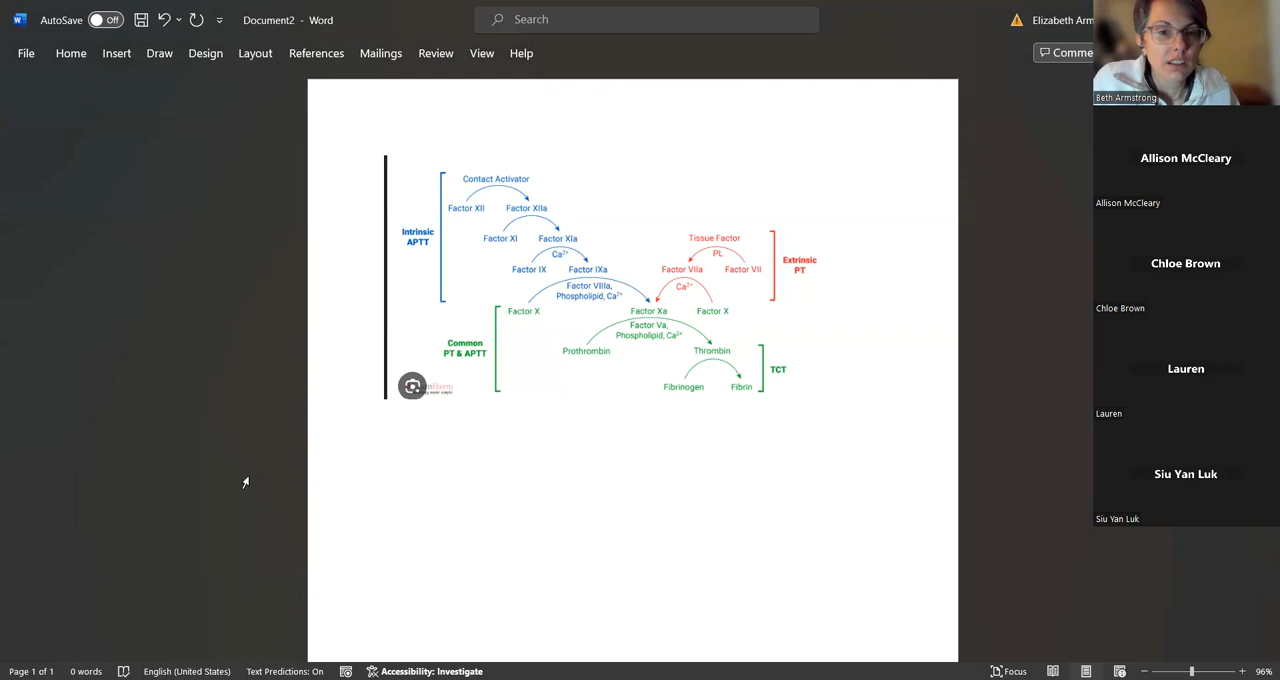 AutoSave Off Document2 - Word Search Elizabeth Arm
File Home Insert Draw Design Layout References Mailings Review View Help Comme
Beth Armstrong
Allison McCleary
Allison McCleary
Chloe Brown
Chloe Brown
Lauren
Lauren
Siu Yan Luk
Siu Yan Luk
Contact Activator
Factor XII Factor XIIa
Intrinsic
APTT
Factor XI Factor XIa
Ca²⁺
Factor IX Factor IXa
Factor VIIIa,
Phospholipid, Ca²⁺
Tissue Factor
PL
Factor VIIa Factor VII
Ca²⁺
Extrinsic
PT
Factor X Factor Xa Factor X
Factor Va,
Phospholipid, Ca²⁺
Common
PT & APTT
Prothrombin Thrombin
Fibrinogen Fibrin
TCT
made simple
Page 1 of 1 0 words English (United States) Text Predictions: On Accessibility: Investigate Focus 96%